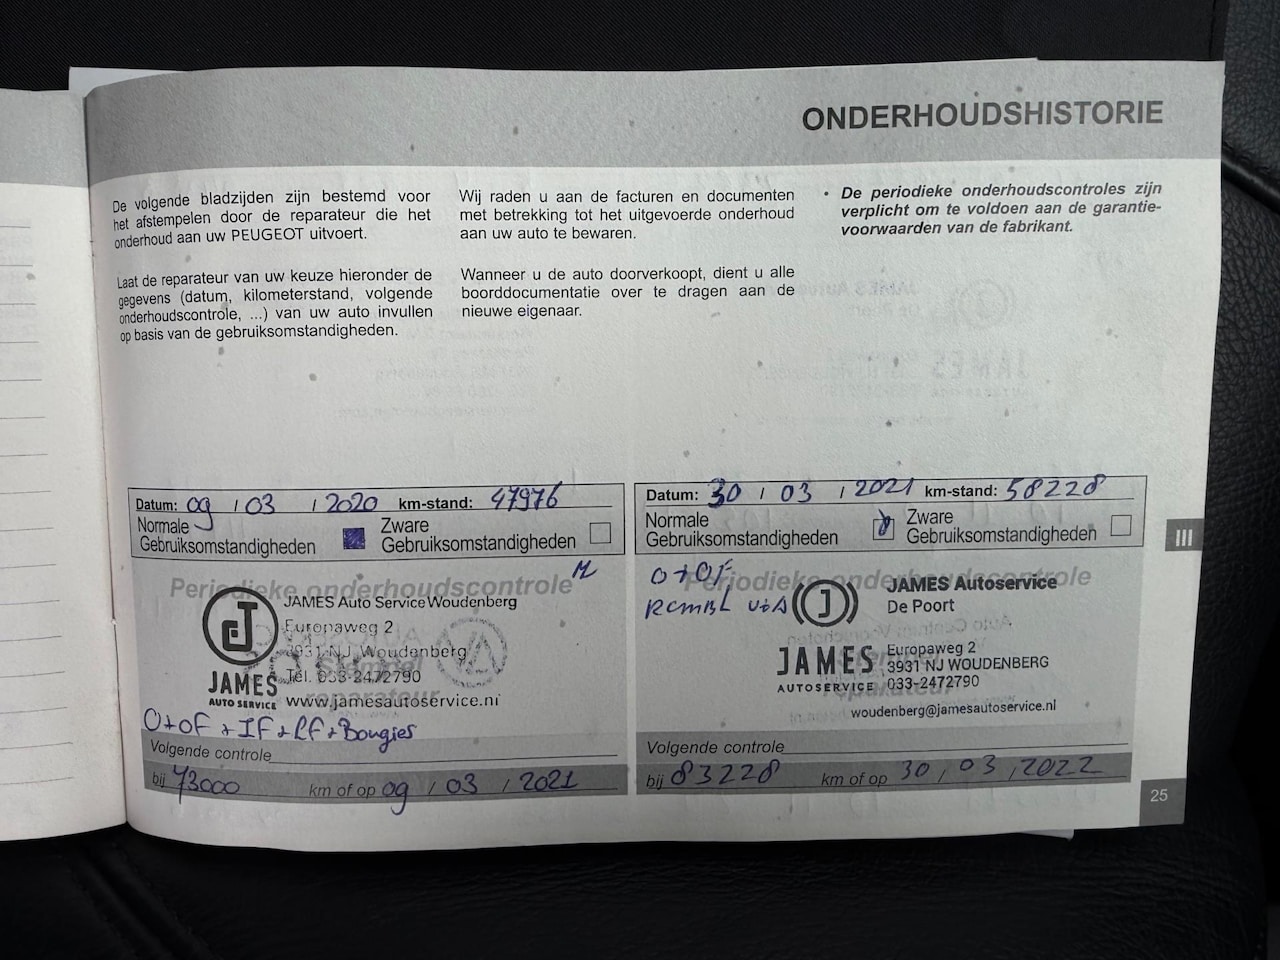 ONDERHOUDSHISTORIE
De volgende bladzijden zijn bestemd voor
het afstempelen door de reparateur die het
onderhoud aan uw PEUGEOT uitvoert.
Laat de reparateur van uw keuze hieronder de
gegevens (datum, kilometerstand, volgende
onderhoudscontrole, ...) van uw auto invullen
op basis van de gebruiksomstandigheden.
Wij raden u aan de facturen en documenten
met betrekking tot het uitgevoerde onderhoud
aan uw auto te bewaren.
Wanneer u de auto doorverkoopt, dient u alle
boorddocumentatie over te dragen aan de
nieuwe eigenaar.
• De periodieke onderhoudscontroles zijn
verplicht om te voldoen aan de garantie-
voorwaarden van de fabrikant.
Datum: 09 / 03 / 2020 km-stand: 47976
Normale
Gebruiksomstandigheden
Zware
Gebruiksomstandigheden
Periodieke onderhoudscontrole
JAMES Auto Service Woudenberg
Europaweg 2
3931 NJ Woudenberg
Tel. 033-2472790
www.jamesautoservice.nl
JAMES
AUTO SERVICE
Stempel
reparateur
O+OF+IF+LF+Bougies
Volgende controle
bij 73000 km of op 09 / 03 / 2021
Datum: 30 / 03 / 2021 km-stand: 58228
Normale
Gebruiksomstandigheden
Zware
Gebruiksomstandigheden
O+OF
Periodieke onderhoudscontrole
JAMES Autoservice
De Poort
JAMES
AUTOSERVICE
Europaweg 2
3931 NJ WOUDENBERG
033-2472790
woudenberg@jamesautoservice.nl
Volgende controle
bij 83228 km of op 30 / 03 / 2022
III
25